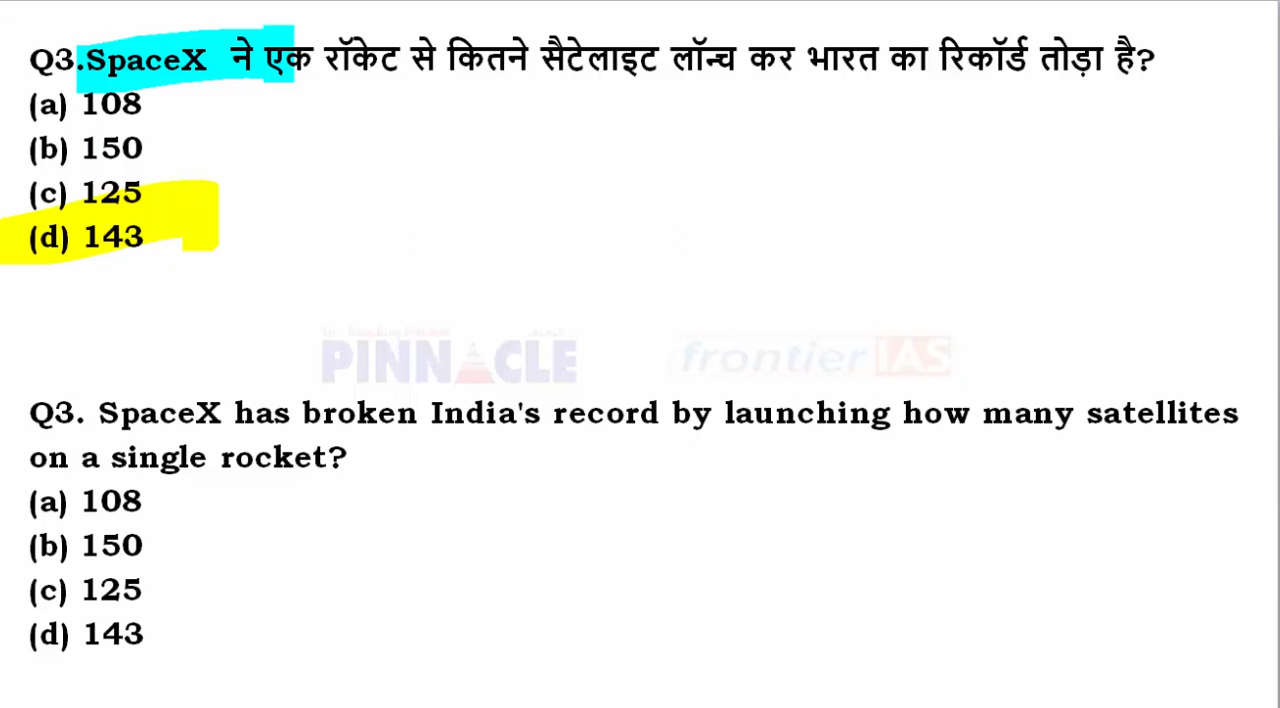 Q3.SpaceX ने एक रॉकेट से कितने सैटेलाइट लॉन्च कर भारत का रिकॉर्ड तोड़ा है?
(a) 108
(b) 150
(c) 125
(d) 143
PINNACLE
frontier IAS
Q3. SpaceX has broken India's record by launching how many satellites
on a single rocket?
(a) 108
(b) 150
(c) 125
(d) 143